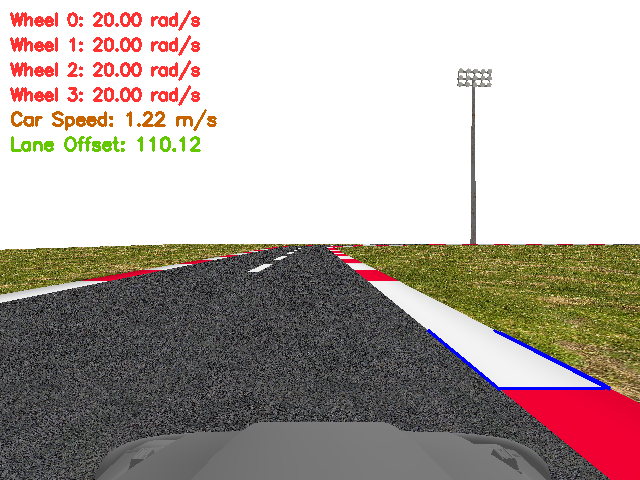 Wheel 0: 20.00 rad/s
Wheel 1: 20.00 rad/s
Wheel 2: 20.00 rad/s
Wheel 3: 20.00 rad/s
Car Speed: 1.22 m/s
Lane Offset: 110.12